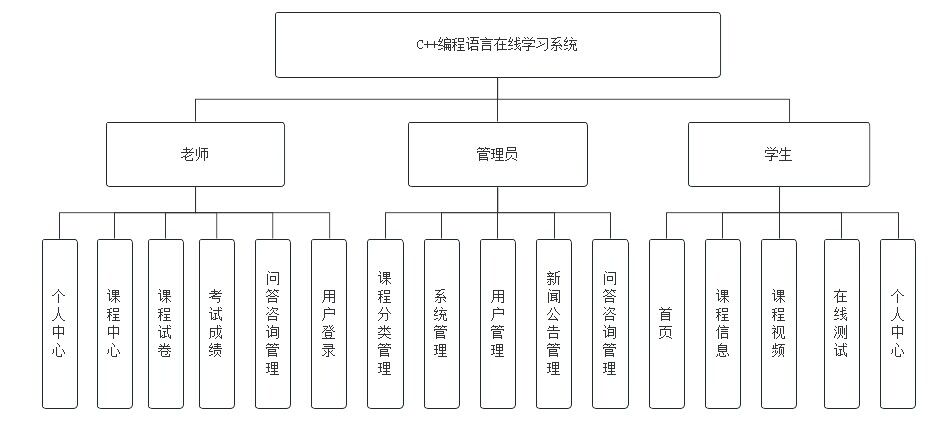 C++编程语言在线学习系统
老师
管理员
学生
个人中心
课程中心
课程试卷
考试成绩
问答咨询管理
用户登录
课程分类管理
系统管理
用户管理
新闻公告管理
问答咨询管理
首页
课程信息
课程视频
在线测试
个人中心